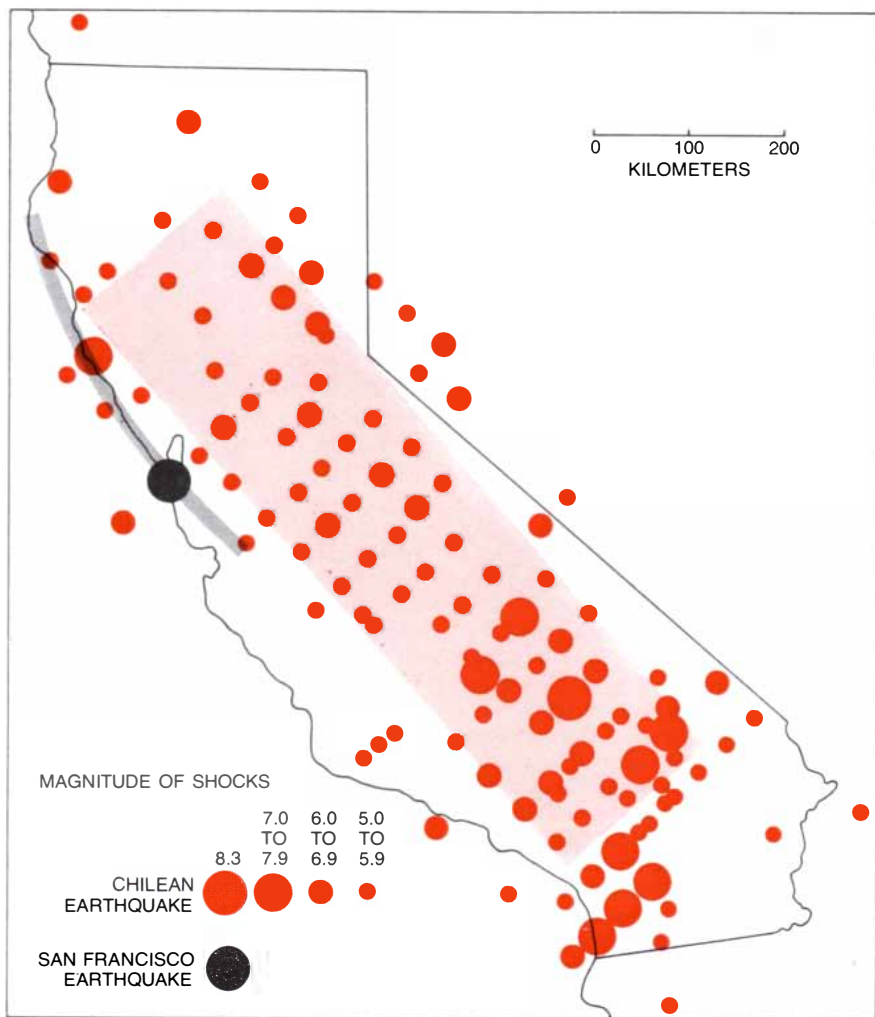 0 100 200
KILOMETERS
MAGNITUDE OF SHOCKS
7.0 6.0 5.0
TO TO TO
8.3 7.9 6.9 5.9
CHILEAN
EARTHQUAKE
SAN FRANCISCO
EARTHQUAKE